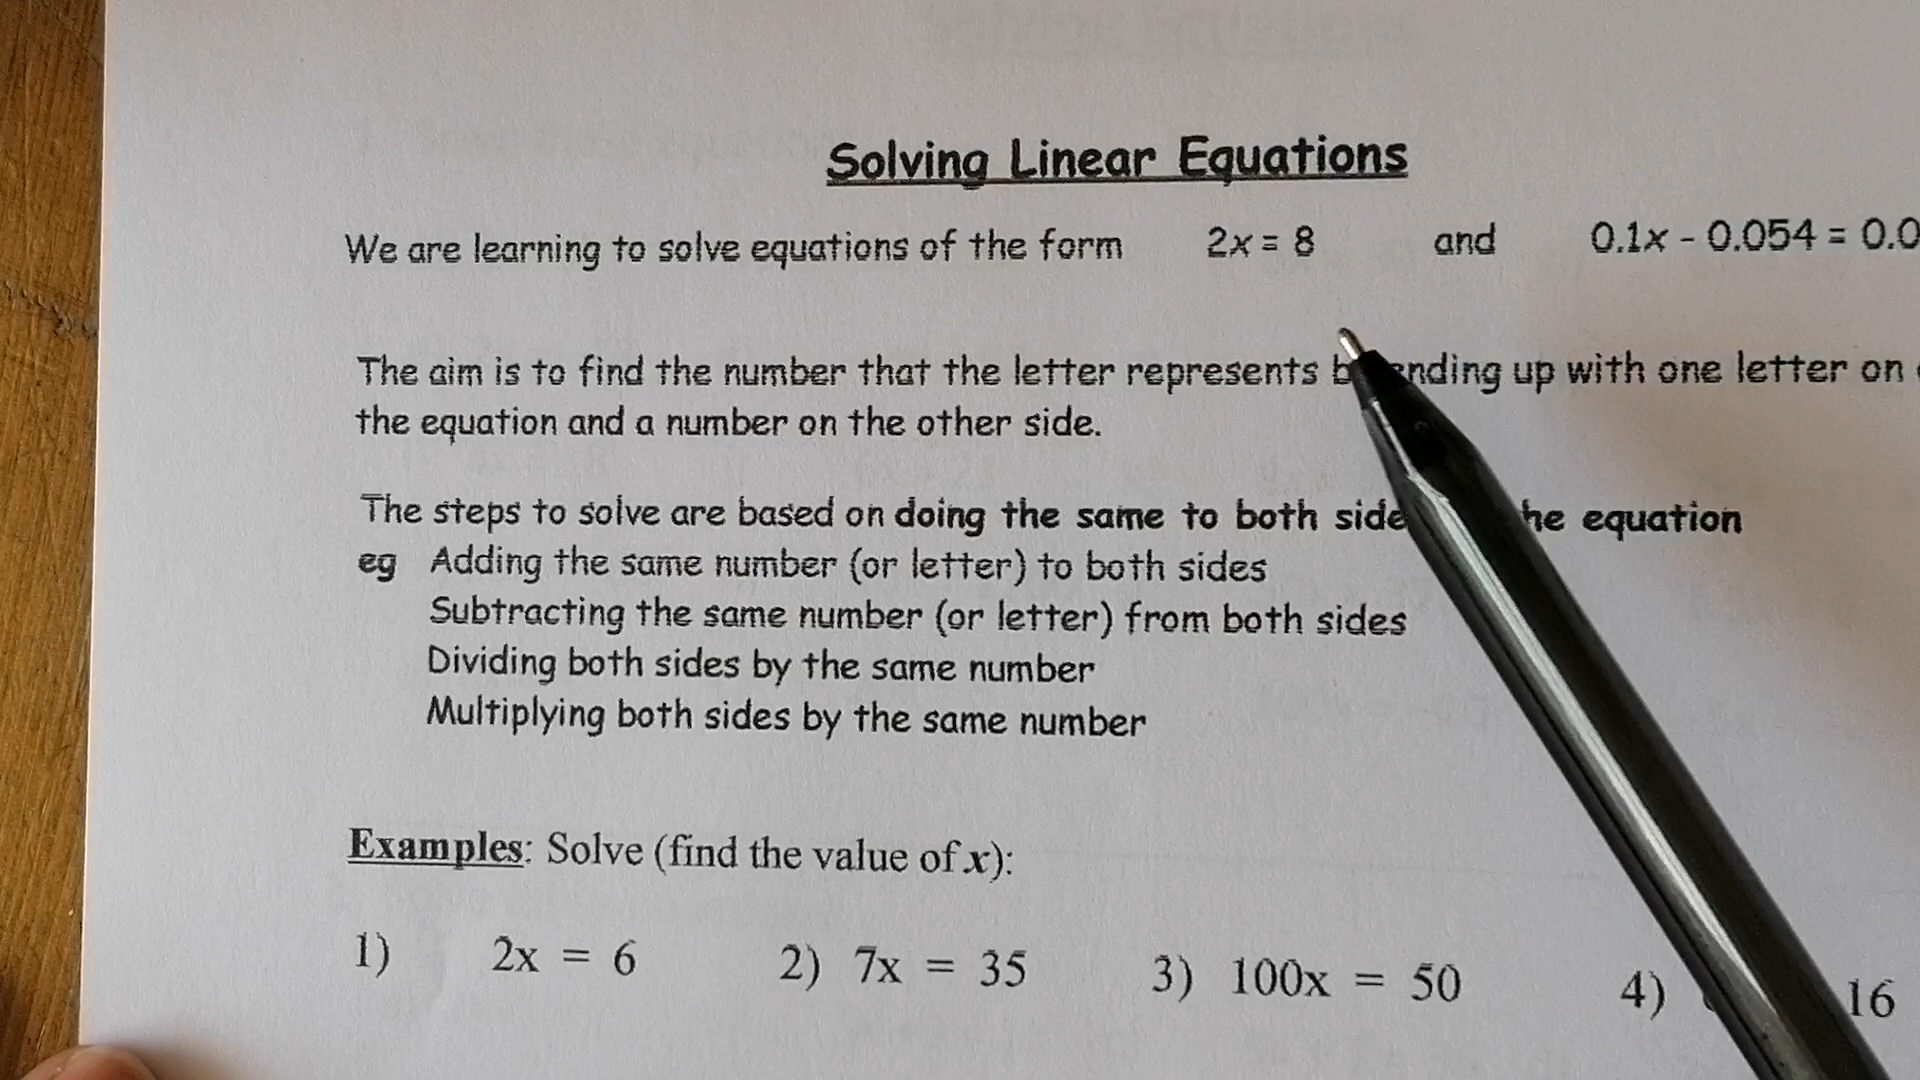 Solving Linear Equations
We are learning to solve equations of the form 2x = 8 and 0.1x - 0.054 = 0.0
The aim is to find the number that the letter represents up with one letter on
the equation and a number on the other side.
The steps to solve are based on doing the same to both equation
eg Adding the same number (or letter) to both sides
Subtracting the same number (or letter) from both sides
Dividing both sides by the same number
Multiplying both sides by the same number
Examples: Solve (find the value of x):
1) 2x = 6 2) 7x = 35 3) 100x = 50 4) 16